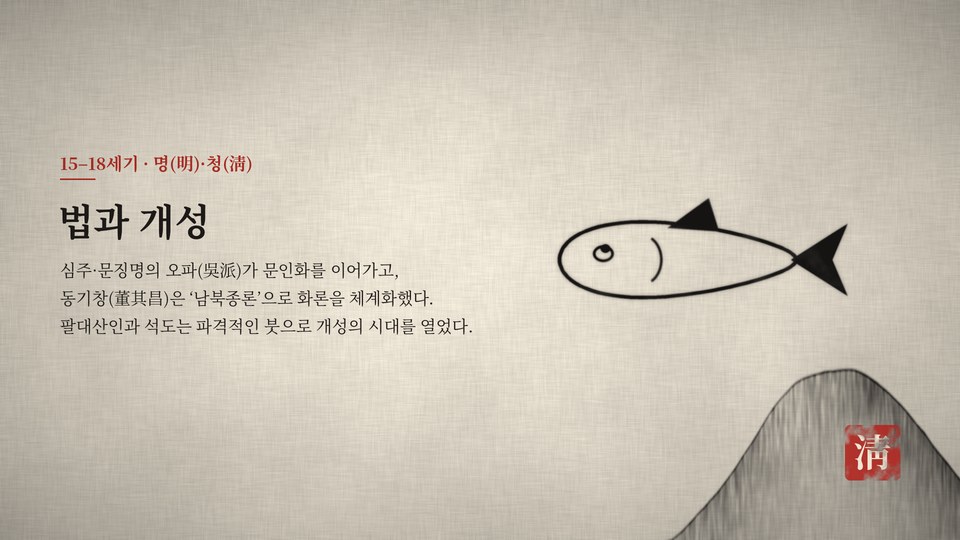 15–18세기 · 명(明)·청(淸)
법과 개성
심주·문징명의 오파(吳派)가 문인화를 이어가고,
동기창(董其昌)은 ‘남북종론’으로 화론을 체계화했다.
팔대산인과 석도는 파격적인 붓으로 개성의 시대를 열었다.
淸